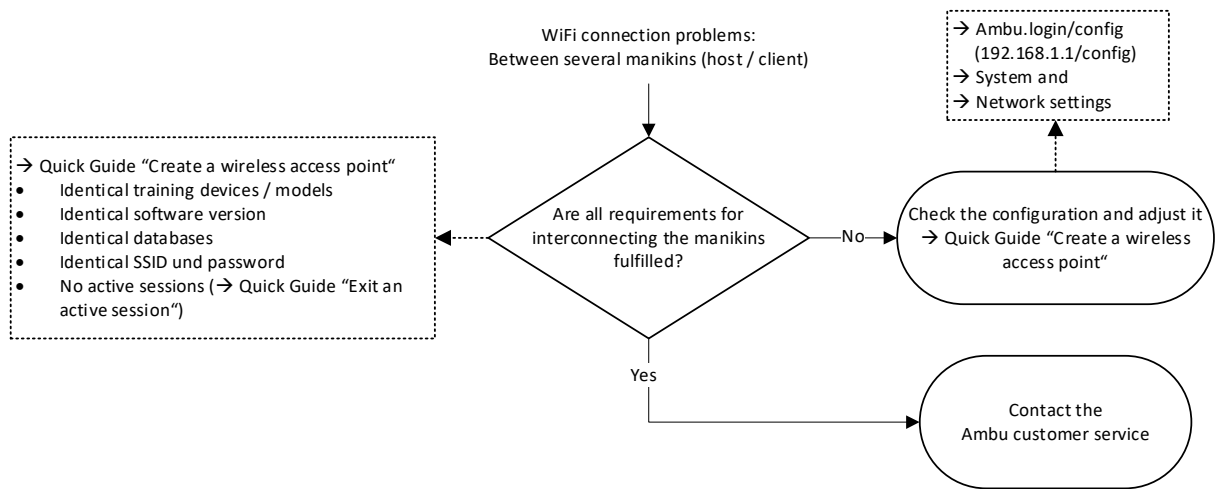 WiFi connection problems:
Between several manikins (host / client)
→ Ambu.login/config
(192.168.1.1/config)
→ System and
→ Network settings
→ Quick Guide “Create a wireless access point“
• Identical training devices / models
• Identical software version
• Identical databases
• Identical SSID und password
• No active sessions (→ Quick Guide “Exit an
active session“)
Are all requirements for
interconnecting the manikins
fulfilled?
No
Check the configuration and adjust it
→ Quick Guide “Create a wireless
access point“
Yes
Contact the
Ambu customer service